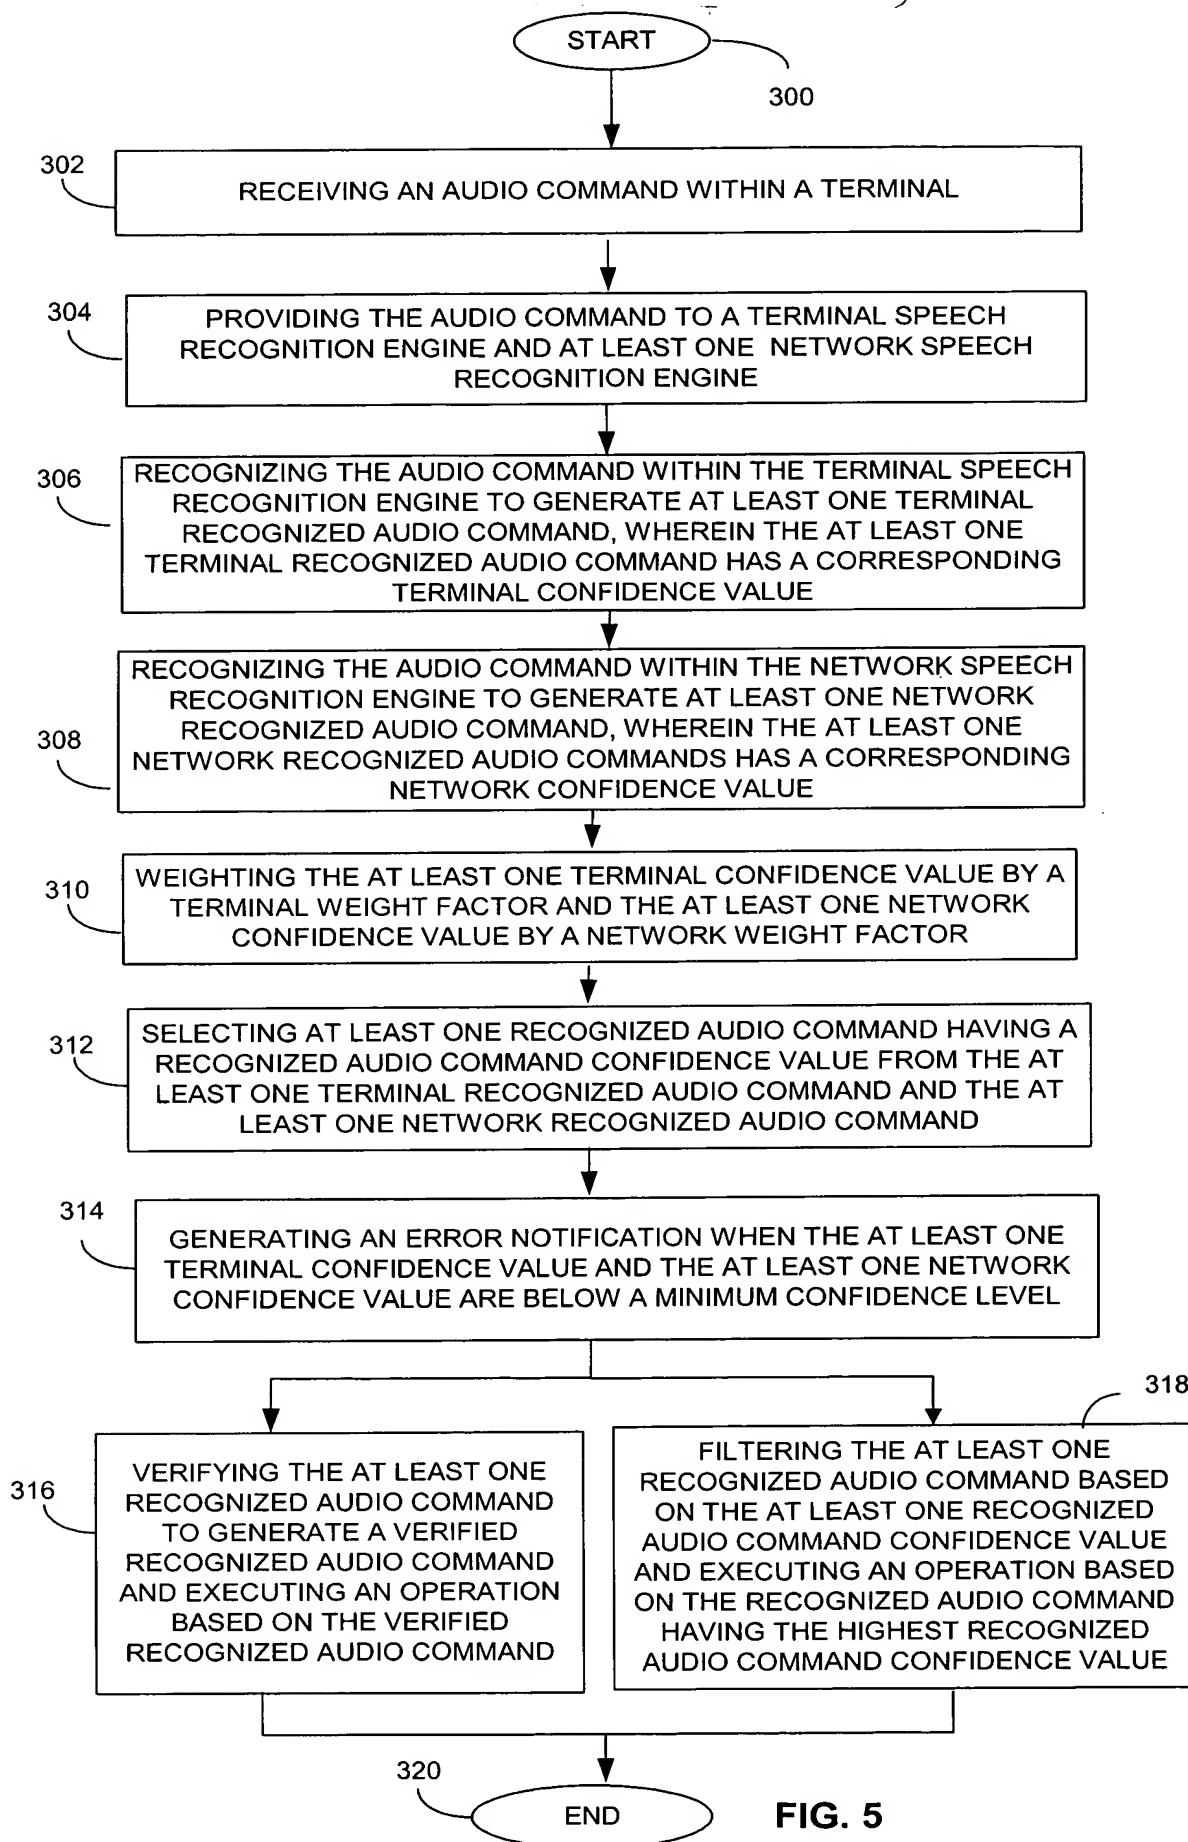 START
300
302
RECEIVING AN AUDIO COMMAND WITHIN A TERMINAL
304
PROVIDING THE AUDIO COMMAND TO A TERMINAL SPEECH
RECOGNITION ENGINE AND AT LEAST ONE NETWORK SPEECH
RECOGNITION ENGINE
306
RECOGNIZING THE AUDIO COMMAND WITHIN THE TERMINAL SPEECH
RECOGNITION ENGINE TO GENERATE AT LEAST ONE TERMINAL
RECOGNIZED AUDIO COMMAND, WHEREIN THE AT LEAST ONE
TERMINAL RECOGNIZED AUDIO COMMAND HAS A CORRESPONDING
TERMINAL CONFIDENCE VALUE
308
RECOGNIZING THE AUDIO COMMAND WITHIN THE NETWORK SPEECH
RECOGNITION ENGINE TO GENERATE AT LEAST ONE NETWORK
RECOGNIZED AUDIO COMMAND, WHEREIN THE AT LEAST ONE
NETWORK RECOGNIZED AUDIO COMMANDS HAS A CORRESPONDING
NETWORK CONFIDENCE VALUE
310
WEIGHTING THE AT LEAST ONE TERMINAL CONFIDENCE VALUE BY A
TERMINAL WEIGHT FACTOR AND THE AT LEAST ONE NETWORK
CONFIDENCE VALUE BY A NETWORK WEIGHT FACTOR
312
SELECTING AT LEAST ONE RECOGNIZED AUDIO COMMAND HAVING A
RECOGNIZED AUDIO COMMAND CONFIDENCE VALUE FROM THE AT
LEAST ONE TERMINAL RECOGNIZED AUDIO COMMAND AND THE AT
LEAST ONE NETWORK RECOGNIZED AUDIO COMMAND
314
GENERATING AN ERROR NOTIFICATION WHEN THE AT LEAST ONE
TERMINAL CONFIDENCE VALUE AND THE AT LEAST ONE NETWORK
CONFIDENCE VALUE ARE BELOW A MINIMUM CONFIDENCE LEVEL
316
VERIFYING THE AT LEAST ONE
RECOGNIZED AUDIO COMMAND
TO GENERATE A VERIFIED
RECOGNIZED AUDIO COMMAND
AND EXECUTING AN OPERATION
BASED ON THE VERIFIED
RECOGNIZED AUDIO COMMAND
318
FILTERING THE AT LEAST ONE
RECOGNIZED AUDIO COMMAND BASED
ON THE AT LEAST ONE RECOGNIZED
AUDIO COMMAND CONFIDENCE VALUE
AND EXECUTING AN OPERATION BASED
ON THE RECOGNIZED AUDIO COMMAND
HAVING THE HIGHEST RECOGNIZED
AUDIO COMMAND CONFIDENCE VALUE
320
END
FIG. 5